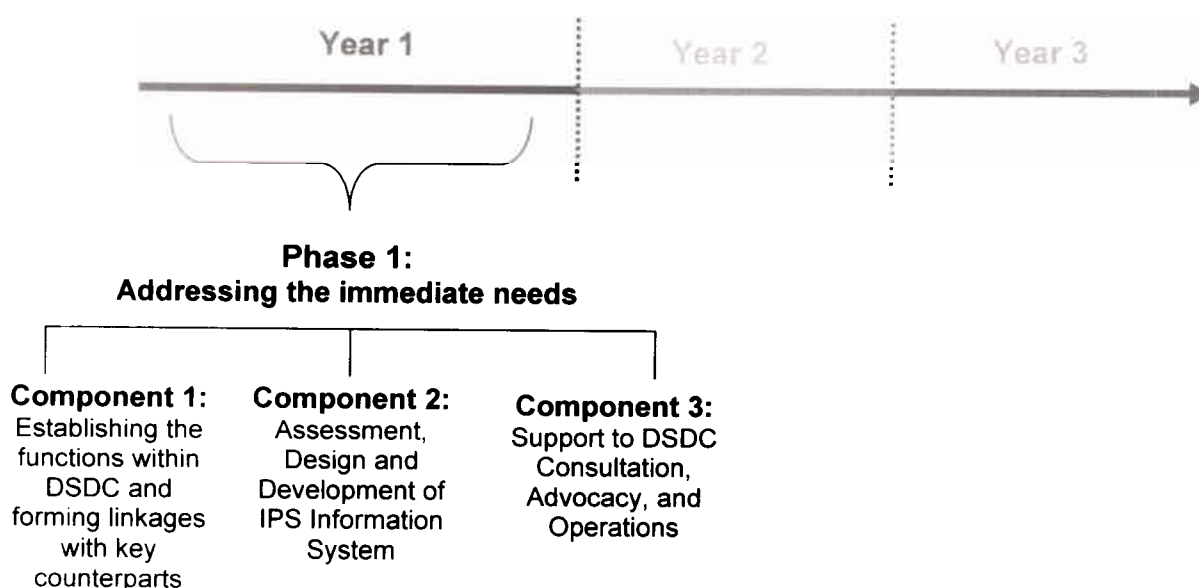 Year 1
Year 2
Year 3
Phase 1:
Addressing the immediate needs
Component 1:
Establishing the
functions within
DSDC and
forming linkages
with key
counterparts
Component 2:
Assessment,
Design and
Development of
IPS Information
System
Component 3:
Support to DSDC
Consultation,
Advocacy, and
Operations